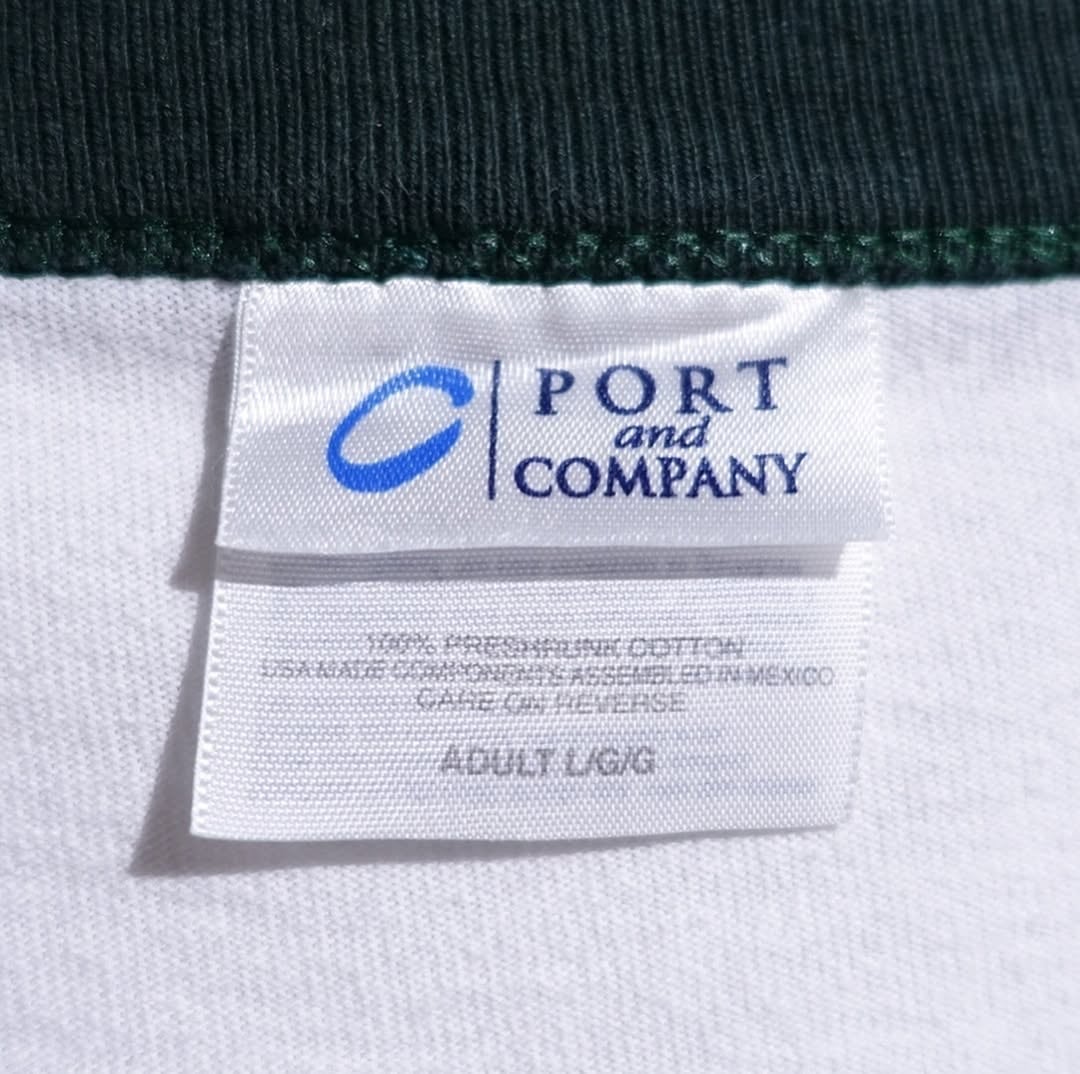 PORT
and
COMPANY
100% PRESHRUNK COTTON
USA MADE COMPONENTS ASSEMBLED IN MEXICO
CARE ON REVERSE
ADULT L/G/G